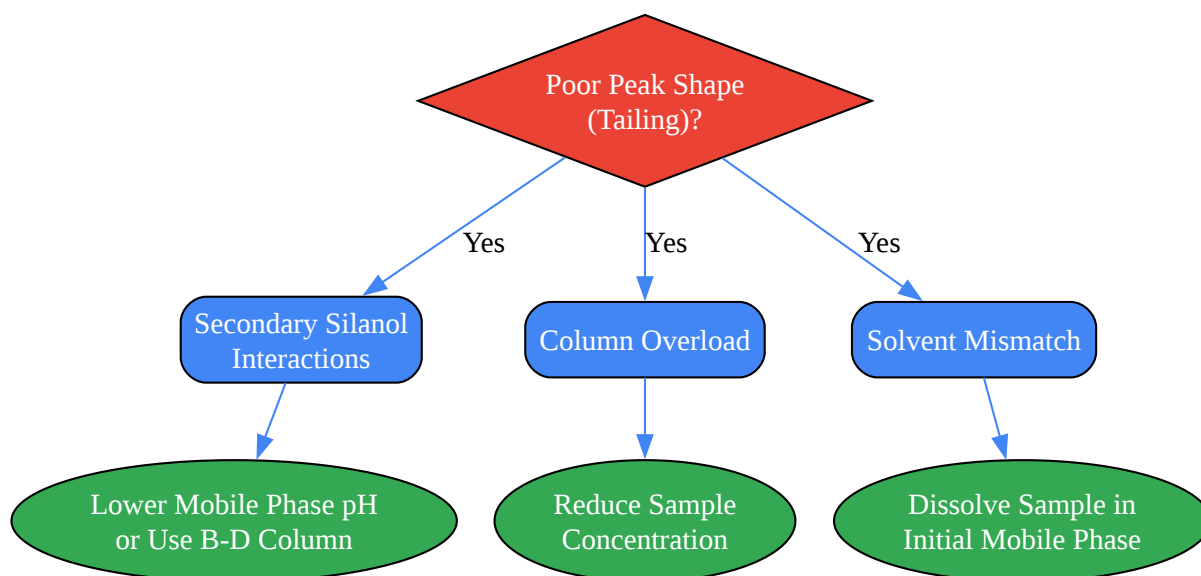 Poor Peak Shape
(Tailing)?
Yes
Yes
Yes
Secondary Silanol
Interactions
Column Overload
Solvent Mismatch
Lower Mobile Phase pH
or Use B-D Column
Reduce Sample
Concentration
Dissolve Sample in
Initial Mobile Phase